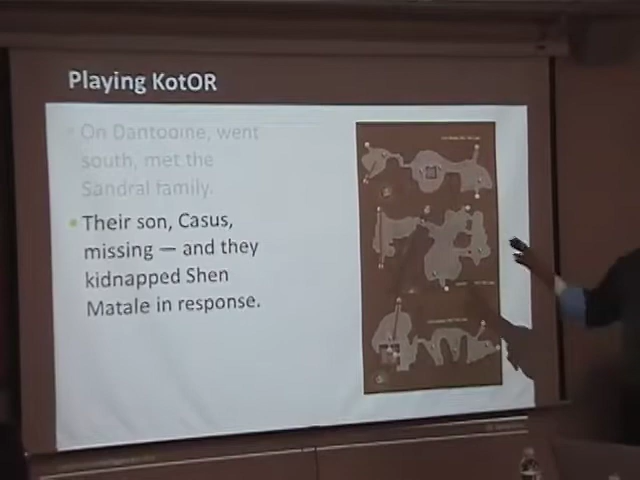 Playing KotOR
On Dantooine, went
south, met the
Sandral family.
Their son, Casus,
missing — and they
kidnapped Shen
Matale in response.